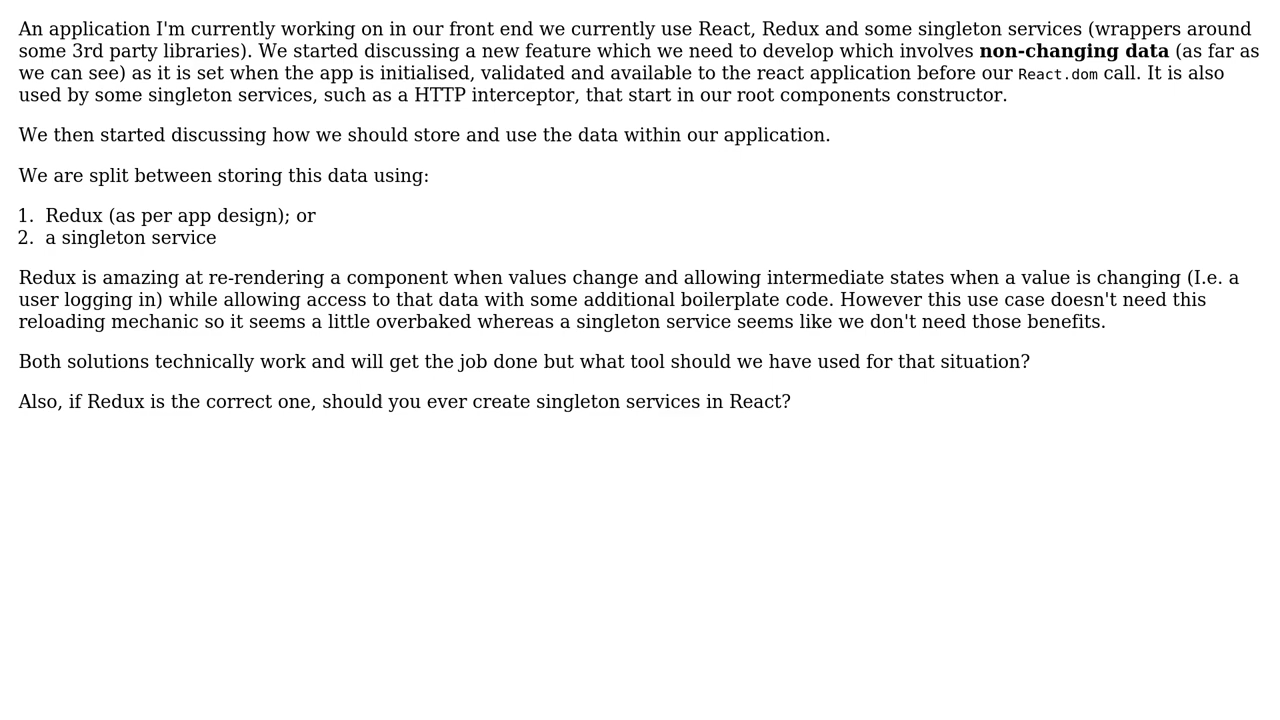 An application I'm currently working on in our front end we currently use React, Redux and some singleton services (wrappers around
some 3rd party libraries). We started discussing a new feature which we need to develop which involves non-changing data (as far as
we can see) as it is set when the app is initialised, validated and available to the react application before our React.dom call. It is also
used by some singleton services, such as a HTTP interceptor, that start in our root components constructor.
We then started discussing how we should store and use the data within our application.
We are split between storing this data using:
1. Redux (as per app design); or
2. a singleton service
Redux is amazing at re-rendering a component when values change and allowing intermediate states when a value is changing (I.e. a
user logging in) while allowing access to that data with some additional boilerplate code. However this use case doesn't need this
reloading mechanic so it seems a little overbaked whereas a singleton service seems like we don't need those benefits.
Both solutions technically work and will get the job done but what tool should we have used for that situation?
Also, if Redux is the correct one, should you ever create singleton services in React?